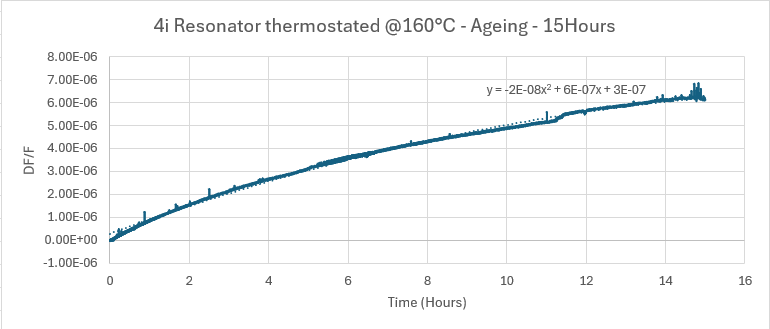 4i Resonator thermostated @160°C - Ageing - 15Hours
8.00E-06
7.00E-06
6.00E-06
5.00E-06
4.00E-06
3.00E-06
2.00E-06
1.00E-06
0.00E+00
-1.00E-06
DF/F
y = -2E-08x² + 6E-07x + 3E-07
0 2 4 6 8 10 12 14 16
Time (Hours)